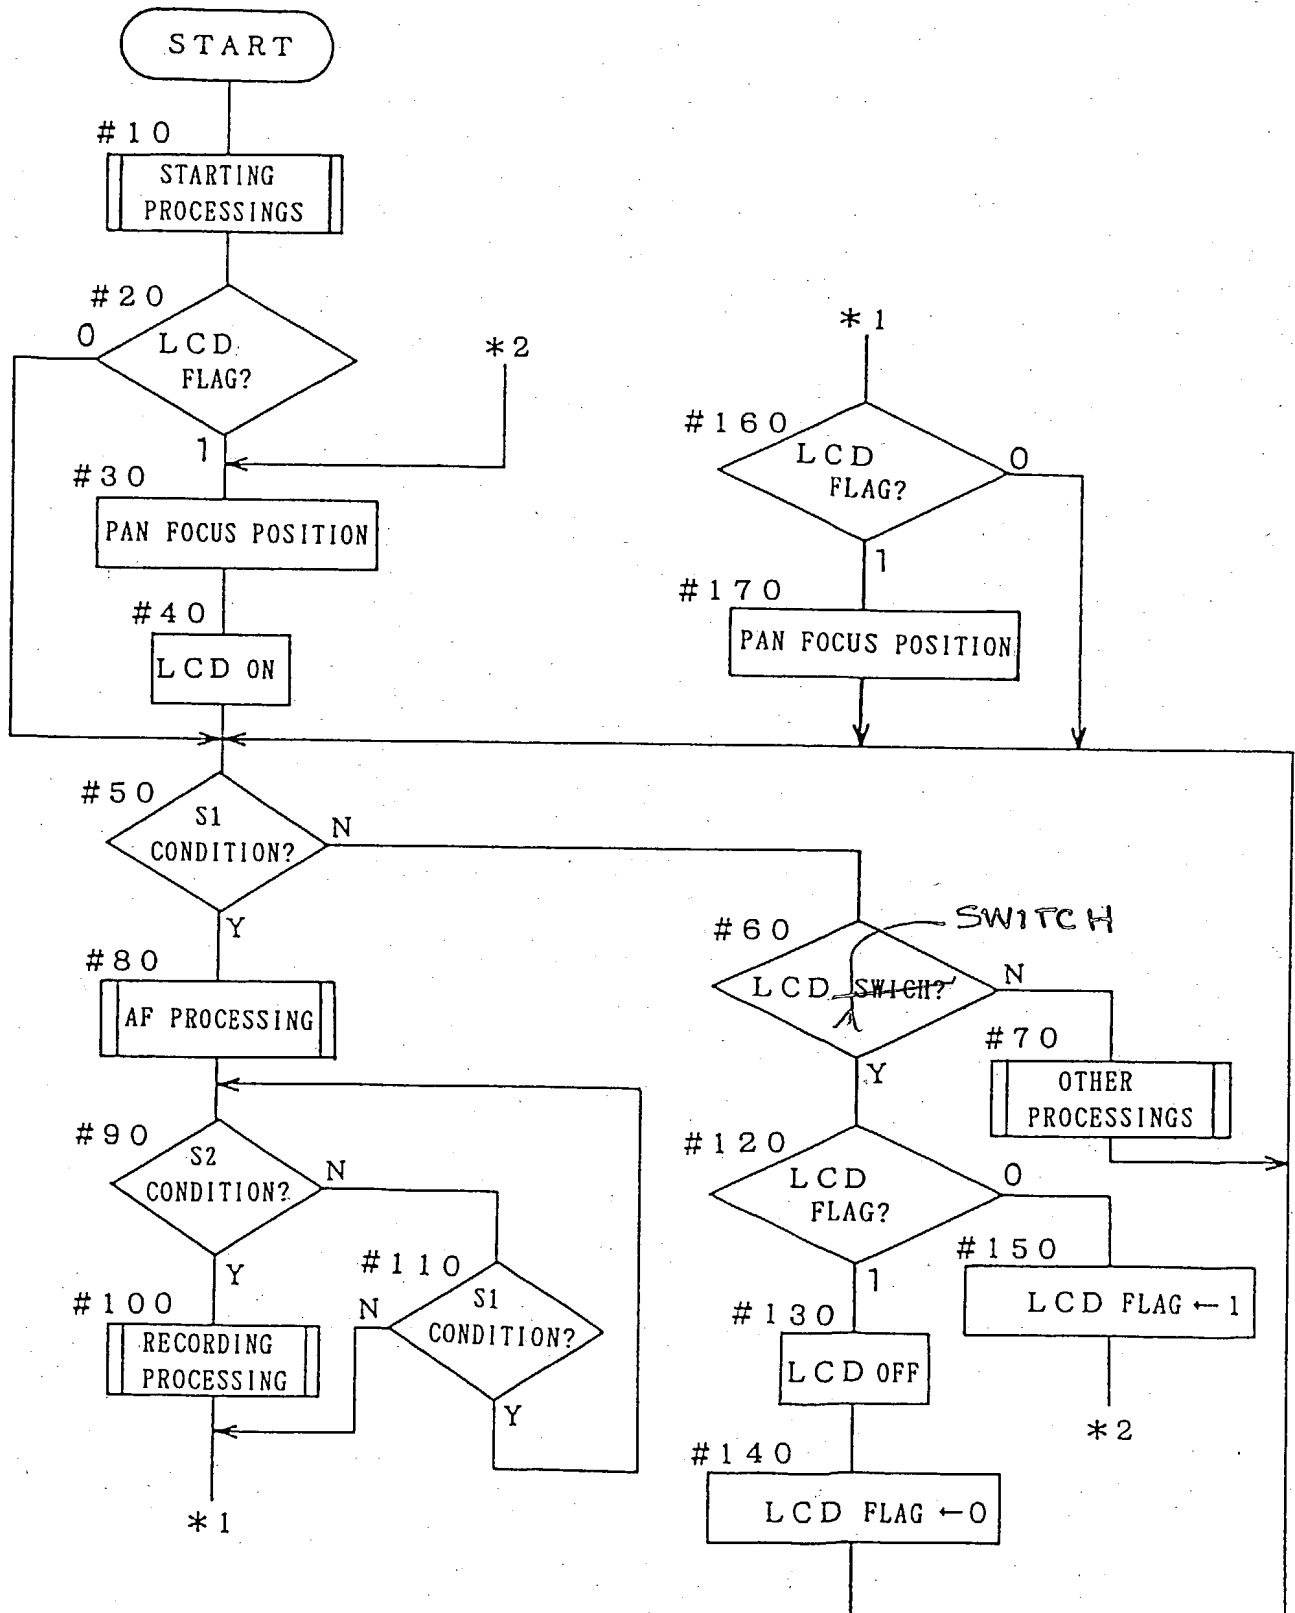 START
#10
STARTING
PROCESSINGS
#20
0
LCD
FLAG?
1
*2
#30
PAN FOCUS POSITION
#40
LCD ON
*1
#160
LCD
FLAG?
0
1
#170
PAN FOCUS POSITION
#50
S1
CONDITION?
N
Y
#60
SWITCH
LCD SWICH?
N
Y
#70
OTHER
PROCESSINGS
#80
AF PROCESSING
#90
S2
CONDITION?
N
Y
#100
RECORDING
PROCESSING
#110
S1
CONDITION?
N
Y
*1
#120
LCD
FLAG?
0
1
#130
LCD OFF
#140
LCD FLAG ←0
#150
LCD FLAG ← 1
*2